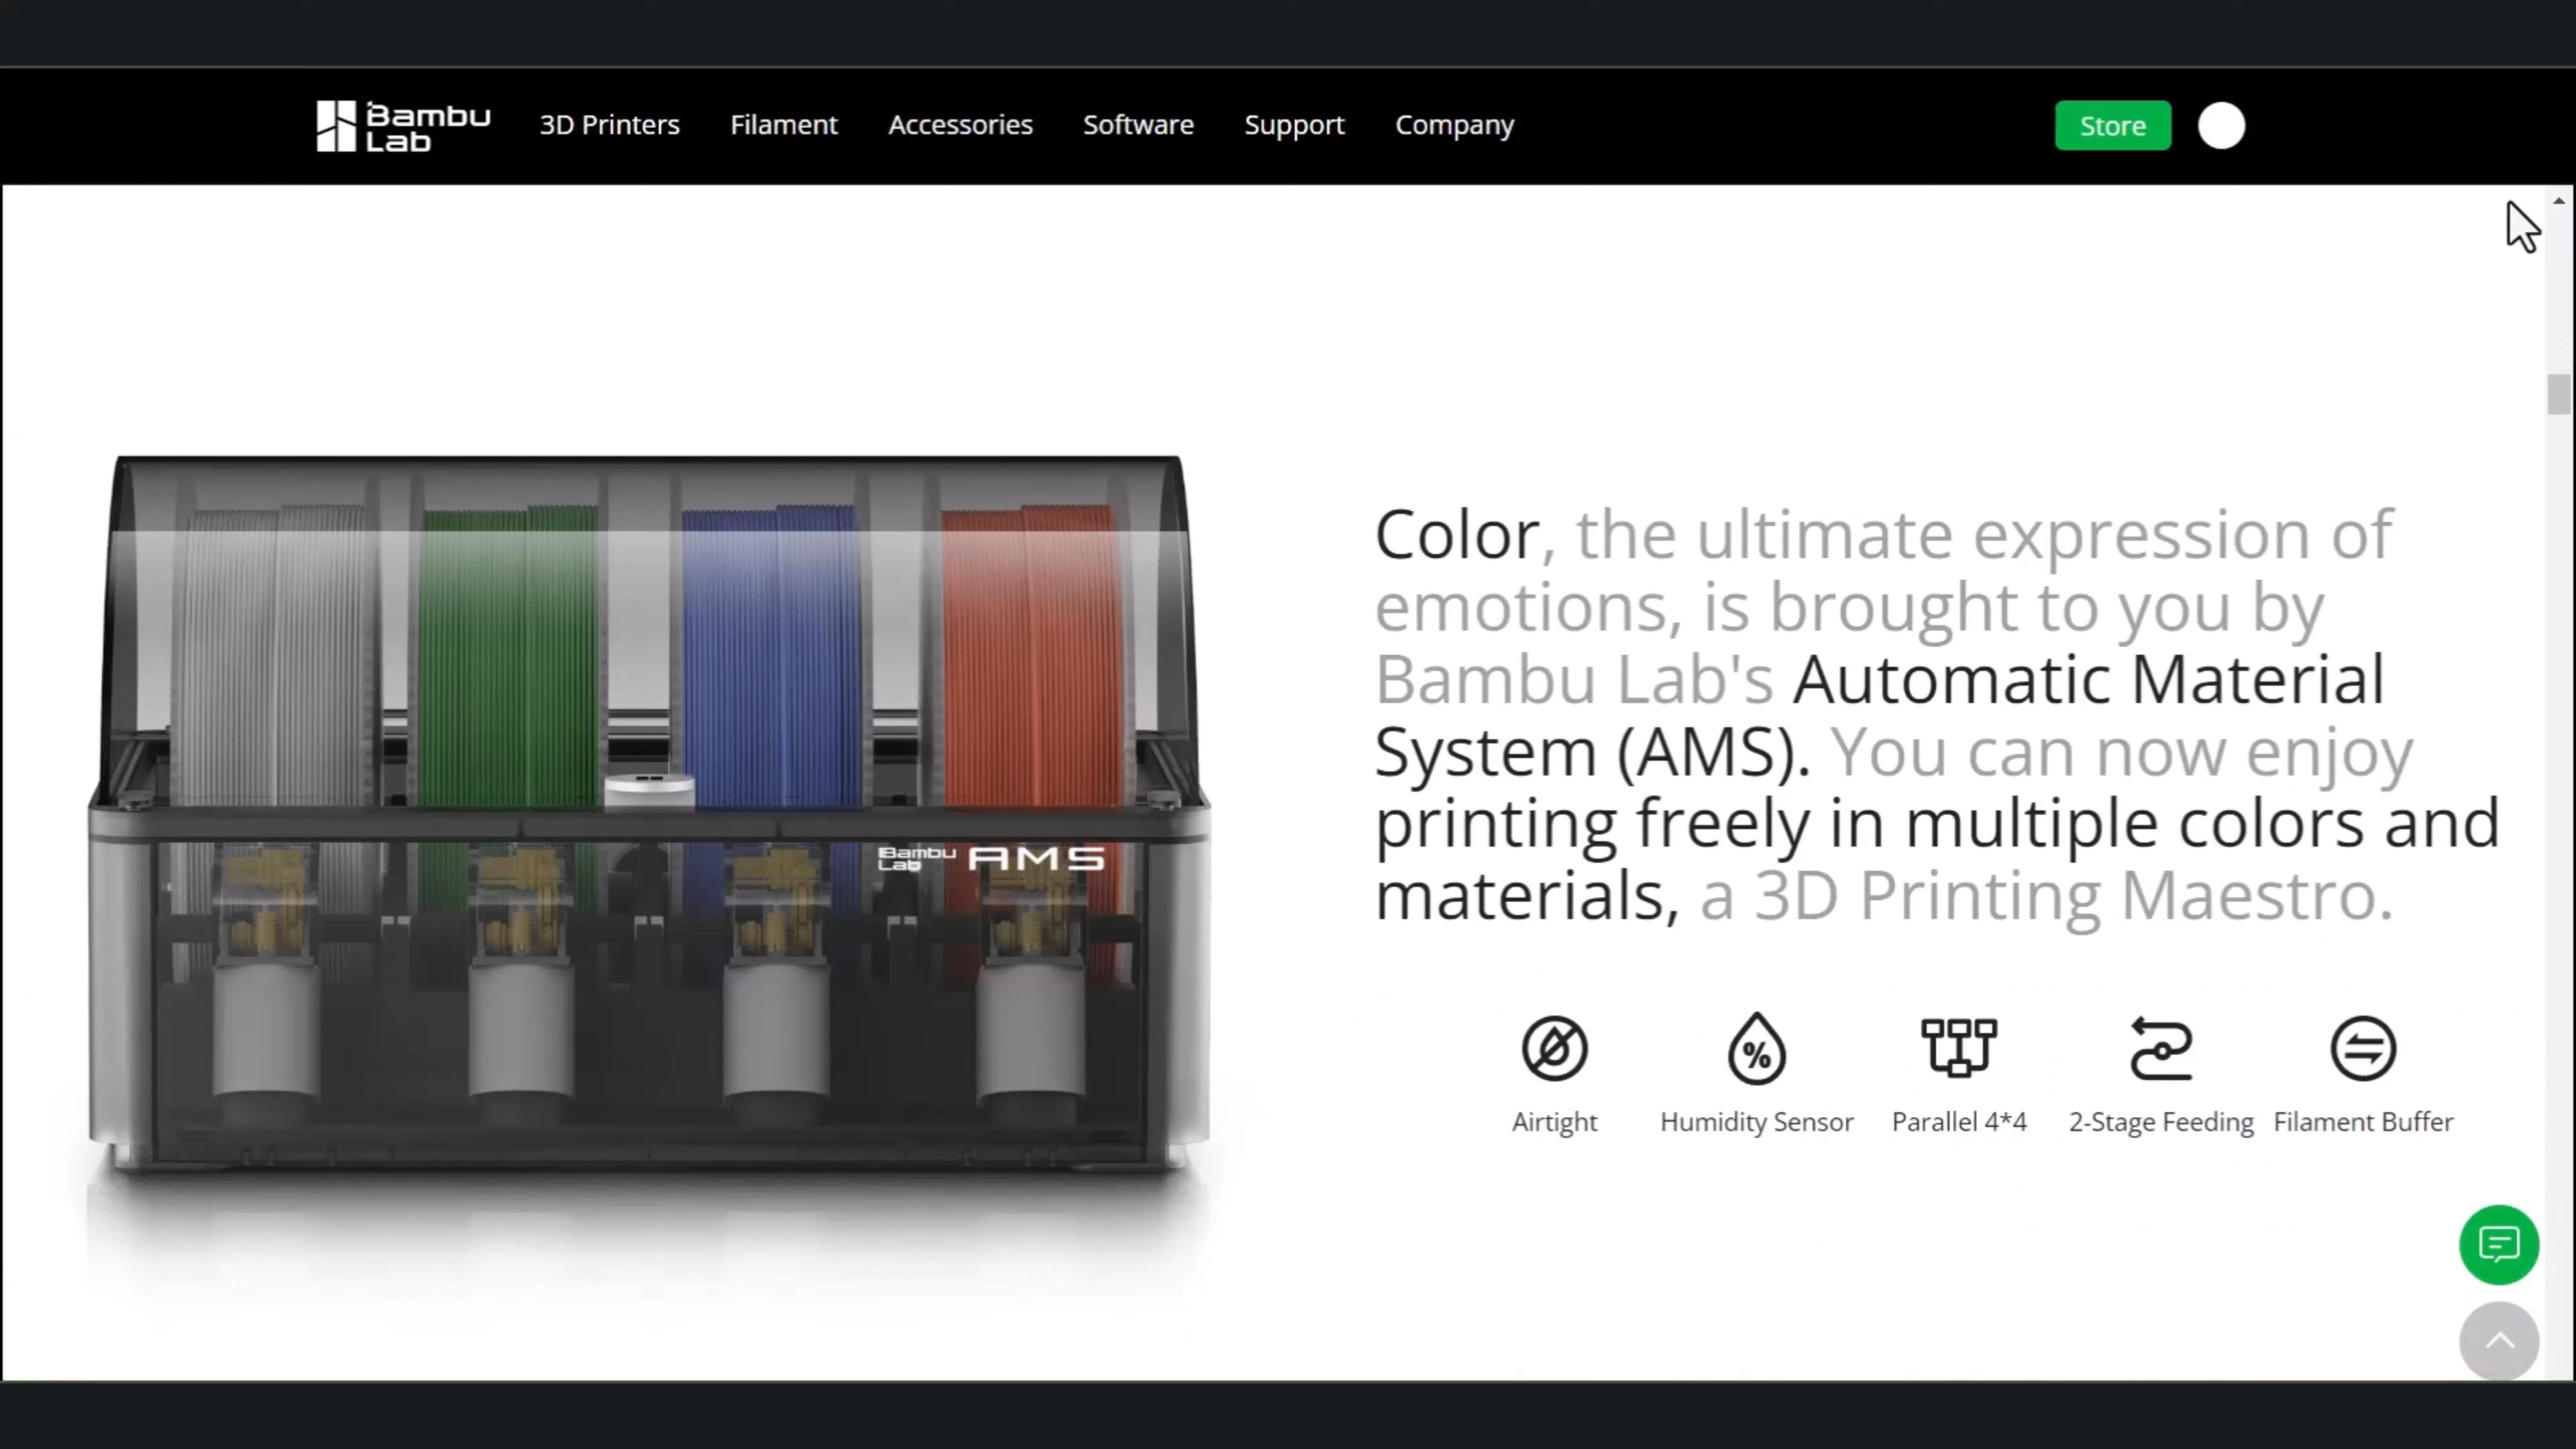 Bambu Lab
3D Printers Filament Accessories Software Support Company Store
Color, the ultimate expression of
emotions, is brought to you by
Bambu Lab's Automatic Material
System (AMS). You can now enjoy
printing freely in multiple colors and
materials, a 3D Printing Maestro.
Bambu Lab AMS
%
Airtight Humidity Sensor Parallel 4*4 2-Stage Feeding Filament Buffer